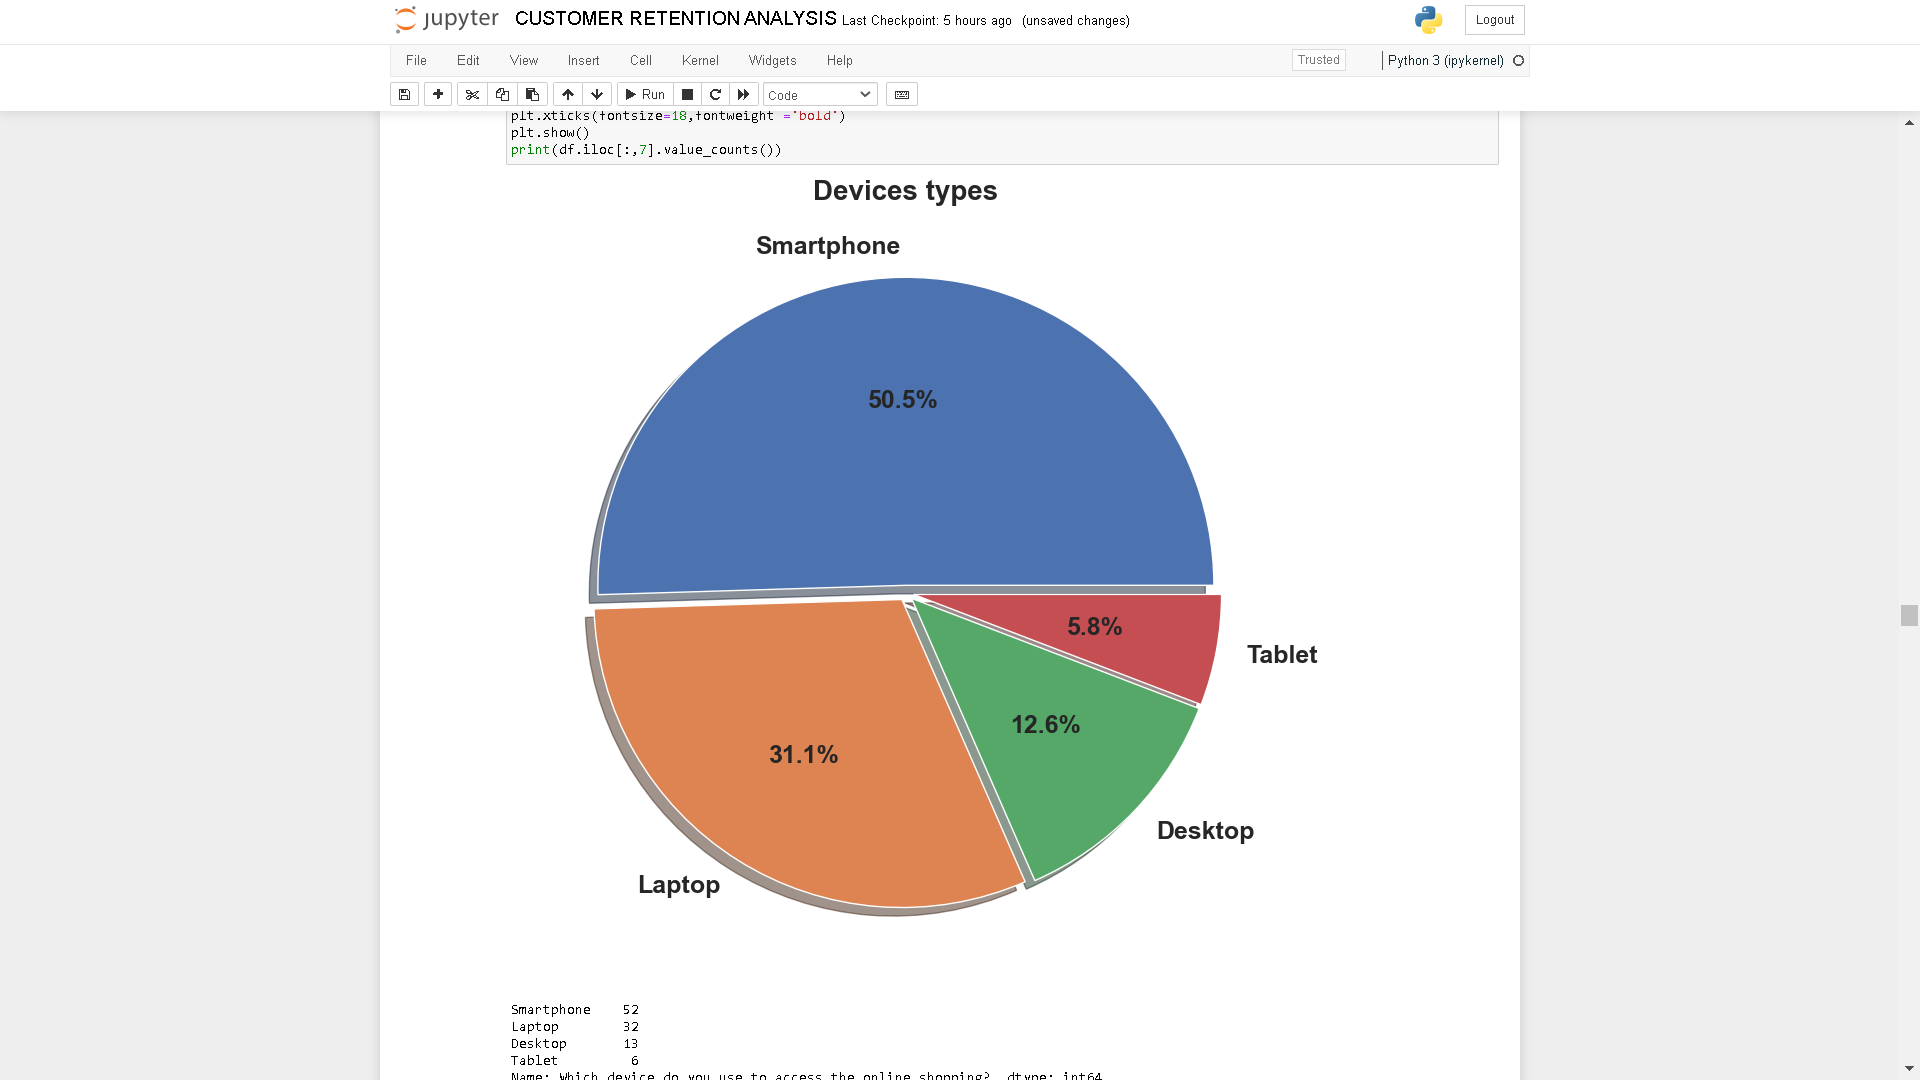 jupyter CUSTOMER RETENTION ANALYSIS Last Checkpoint: 5 hours ago (unsaved changes) Logout
File Edit View Insert Cell Kernel Widgets Help Trusted Python 3 (ipykernel)
Run Code
plt.xticks(fontsize=18,fontweight ='bold')
plt.show()
print(df.iloc[:,7].value_counts())
Devices types
Smartphone
50.5%
5.8%
Tablet
12.6%
31.1%
Desktop
Laptop
Smartphone 52
Laptop 32
Desktop 13
Tablet 6
Name: Which device do you use to access the online shopping?, dtype: int64